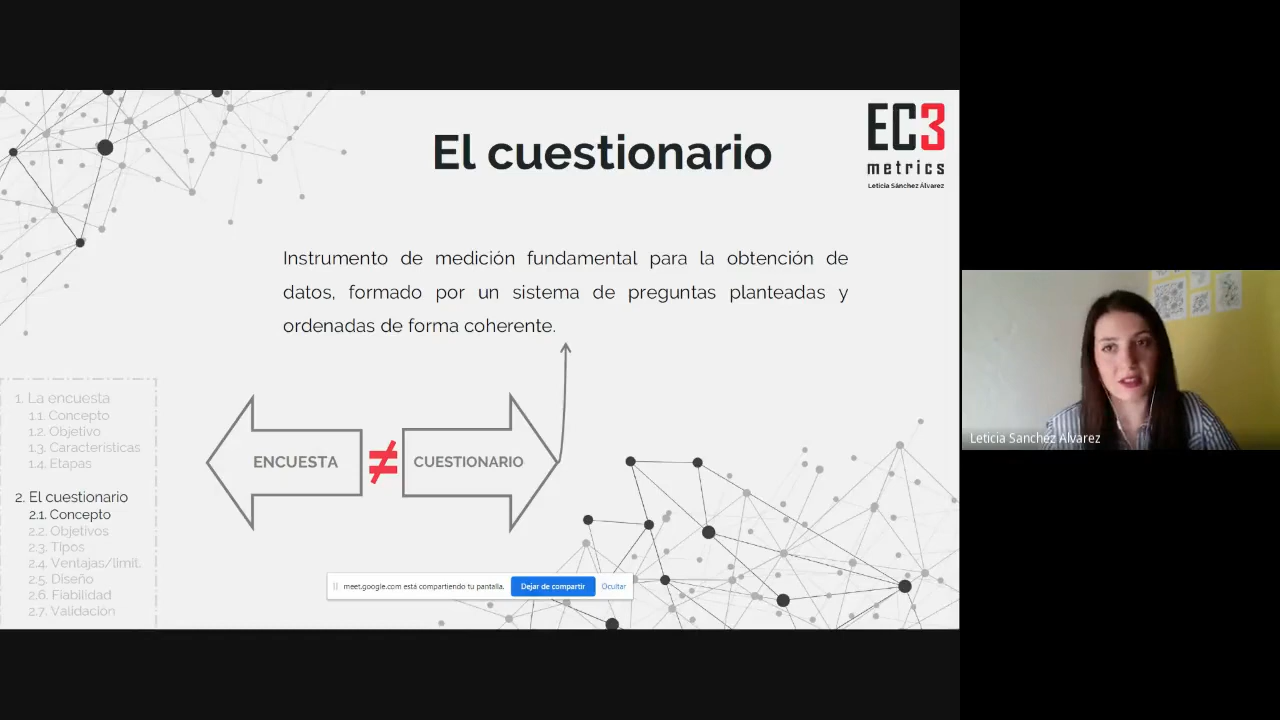 El cuestionario
EC3
metrics
Leticia Sánchez Álvarez
Instrumento de medición fundamental para la obtención de
datos, formado por un sistema de preguntas planteadas y
ordenadas de forma coherente.
ENCUESTA
≠
CUESTIONARIO
1. La encuesta
1.1. Concepto
1.2. Objetivo
1.3. Características
1.4. Etapas
2. El cuestionario
2.1. Concepto
2.2. Objetivos
2.3. Tipos
2.4. Ventajas/limit.
2.5. Diseño
2.6. Fiabilidad
2.7. Validación
meet.google.com está compartiendo tu pantalla.
Dejar de compartir
Ocultar
Leticia Sanchez Alvarez